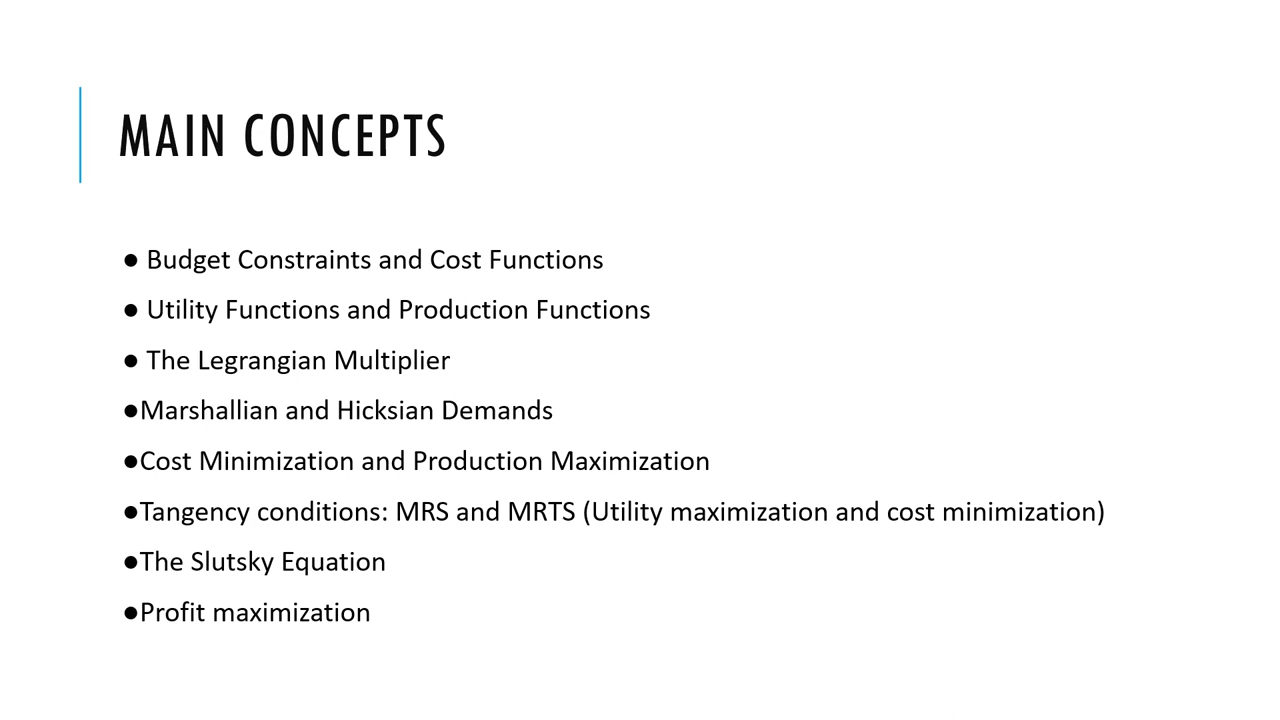 MAIN CONCEPTS
● Budget Constraints and Cost Functions
● Utility Functions and Production Functions
● The Legrangian Multiplier
●Marshallian and Hicksian Demands
●Cost Minimization and Production Maximization
●Tangency conditions: MRS and MRTS (Utility maximization and cost minimization)
●The Slutsky Equation
●Profit maximization